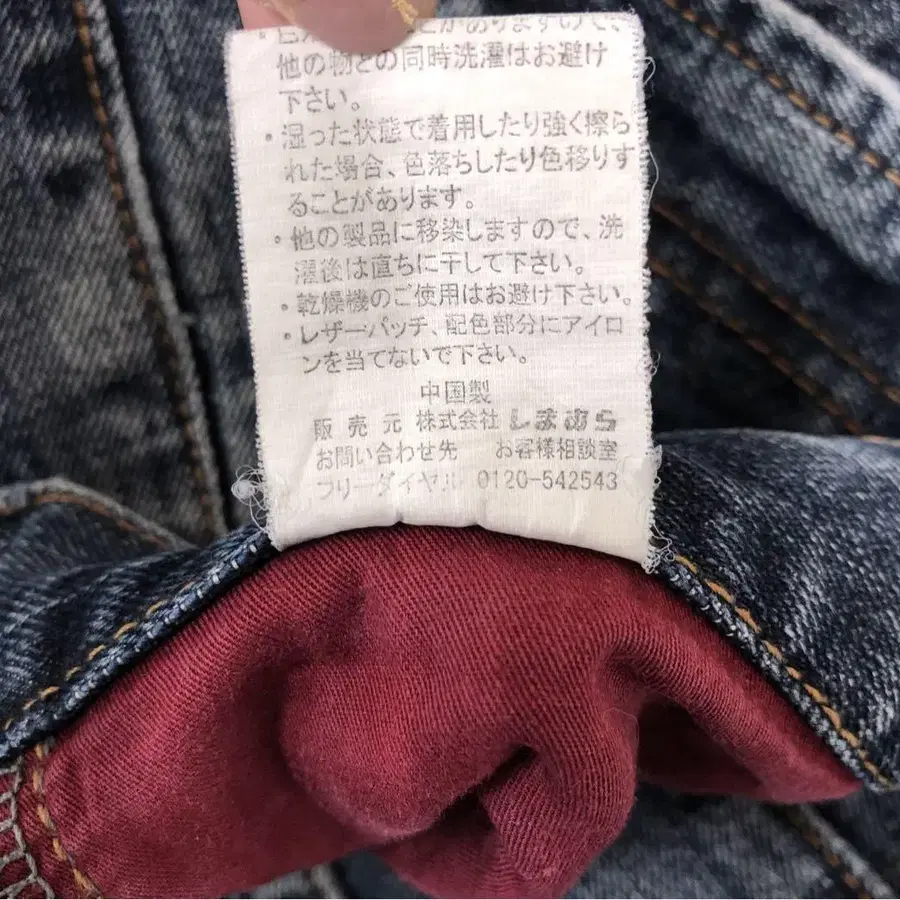 他の物との同時洗濯はお避け
下さい。
・湿った状態で着用したり強く擦ら
れた場合、色落ちしたり色移りす
ることがあります。
・他の製品に移染しますので、洗
濯後は直ちに干して下さい。
・乾燥機のご使用はお避け下さい。
・レザーパッチ、配色部分にアイロ
ンを当てないで下さい。
中国製
販売元 株式会社しまむら
お問い合わせ先 お客様相談室
フリーダイヤル 0120-542543